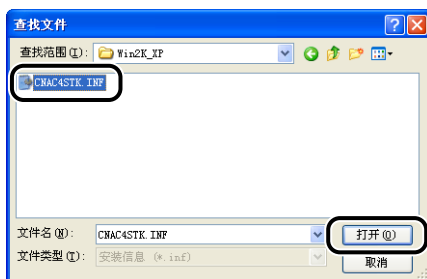 查找文件
查找范围(I): Win2K_XP
CNAC4STK.INF
文件名(N): CNAC4STK.INF 打开(O)
文件类型(T): 安装信息 (*.inf) 取消